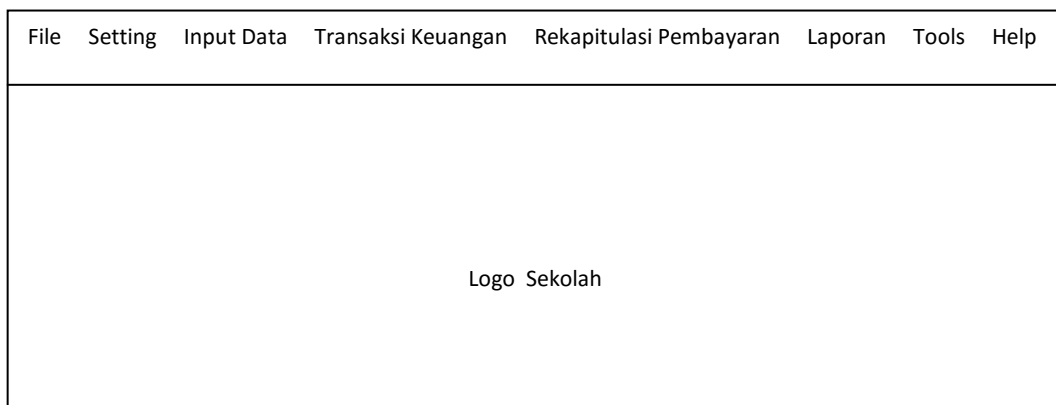 File Setting Input Data Transaksi Keuangan Rekapitulasi Pembayaran Laporan Tools Help
Logo Sekolah